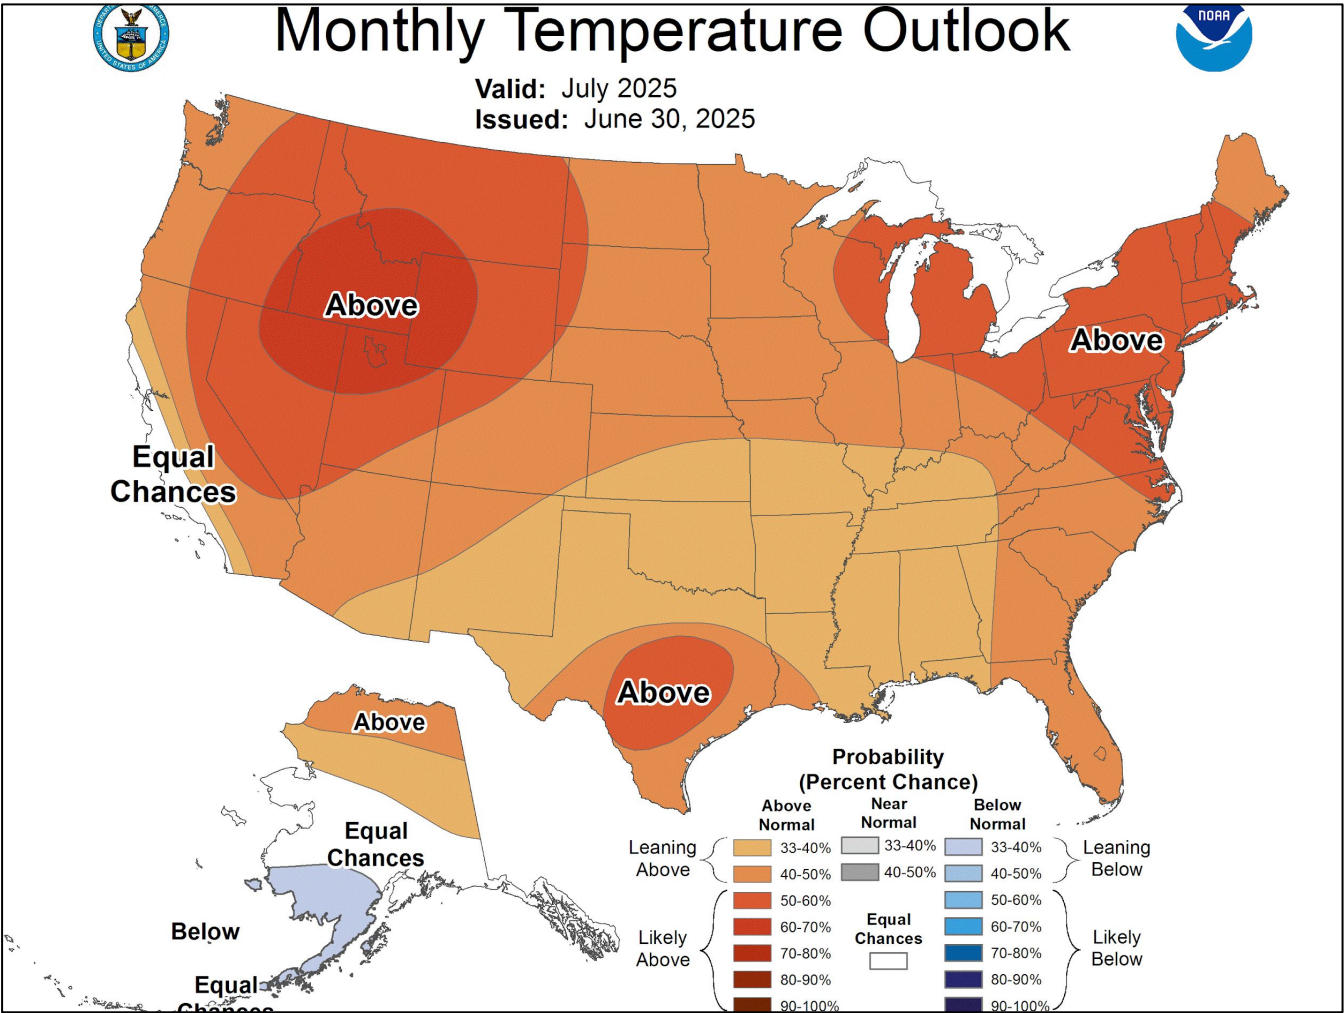 Monthly Temperature Outlook
NOAA
Valid: July 2025
Issued: June 30, 2025
Above
Above
Equal
Chances
Above
Above
Equal
Chances
Below
Equal
Chances
Probability
(Percent Chance)
Above
Normal
Near
Normal
Below
Normal
Leaning
Above
33-40%
33-40%
33-40%
Leaning
Below
40-50%
40-50%
40-50%
50-60%
50-60%
Likely
Above
60-70%
Equal
Chances
60-70%
Likely
Below
70-80%
70-80%
80-90%
80-90%
90-100%
90-100%